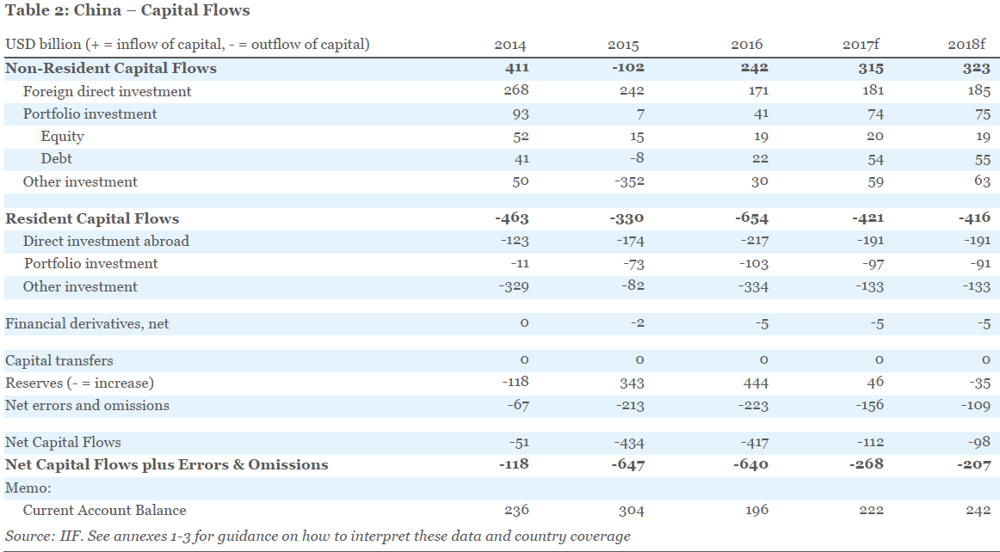 Table 2: China – Capital Flows
USD billion (+ = inflow of capital, - = outflow of capital) 2014 2015 2016 2017f 2018f
Non-Resident Capital Flows 411 -102 242 315 323
Foreign direct investment 268 242 171 181 185
Portfolio investment 93 7 41 74 75
Equity 52 15 19 20 19
Debt 41 -8 22 54 55
Other investment 50 -352 30 59 63
Resident Capital Flows -463 -330 -654 -421 -416
Direct investment abroad -123 -174 -217 -191 -191
Portfolio investment -11 -73 -103 -97 -91
Other investment -329 -82 -334 -133 -133
Financial derivatives, net 0 -2 -5 -5 -5
Capital transfers 0 0 0 0 0
Reserves (- = increase) -118 343 444 46 -35
Net errors and omissions -67 -213 -223 -156 -109
Net Capital Flows -51 -434 -417 -112 -98
Net Capital Flows plus Errors & Omissions -118 -647 -640 -268 -207
Memo:
Current Account Balance 236 304 196 222 242
Source: IIF. See annexes 1-3 for guidance on how to interpret these data and country coverage